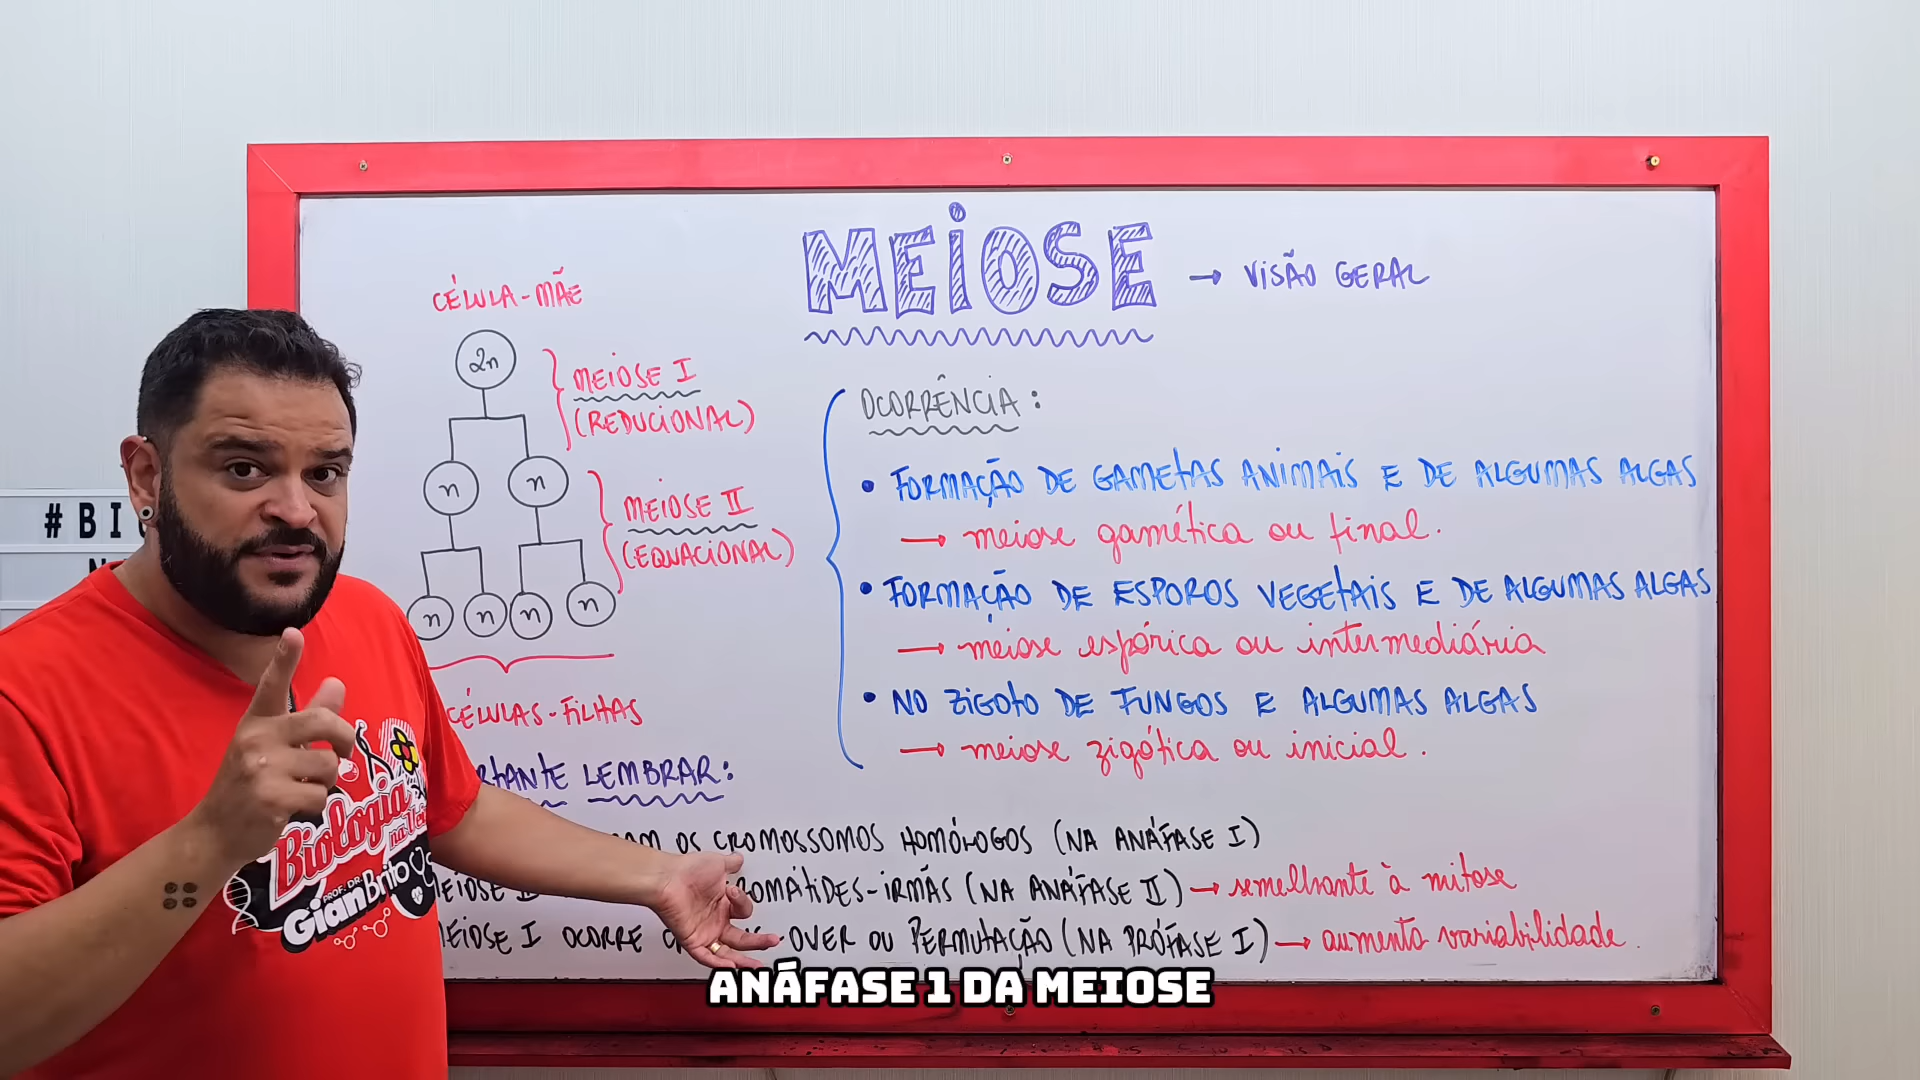 MEIOSE → VISÃO GERAL
CÉLULA-MÃE
2n
MEIOSE I
(REDUCIONAL)
n n
MEIOSE II
(EQUACIONAL)
n n n n
CÉLULAS-FILHAS
OCORRÊNCIA:
• FORMAÇÃO DE GAMETAS ANIMAIS E DE ALGUMAS ALGAS
→ meiose gamética ou final.
• FORMAÇÃO DE ESPOROS VEGETAIS E DE ALGUMAS ALGAS
→ meiose espórica ou intermediária
• NO ZIGOTO DE FUNGOS E ALGUMAS ALGAS
→ meiose zigótica ou inicial.
LEMBRAR:
OS CROMOSSOMOS HOMÓLOGOS (NA ANÁFASE I)
(NA ANÁFASE II) → semelhante à mitose
MEIOSE I OCORRE OVER OU PERMUTAÇÃO (NA PRÓFASE I) → aumenta variabilidade.
#BI
Biologia
PROF. DR.
Gian Brito
ANÁFASE 1 DA MEIOSE